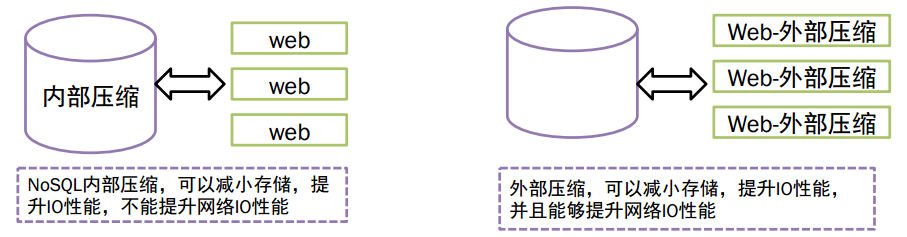 内部压缩
web
web
web
NoSQL内部压缩，可以减小存储，提
升IO性能，不能提升网络IO性能
Web-外部压缩
Web-外部压缩
Web-外部压缩
外部压缩，可以减小存储，提升IO性能，
并且能够提升网络IO性能